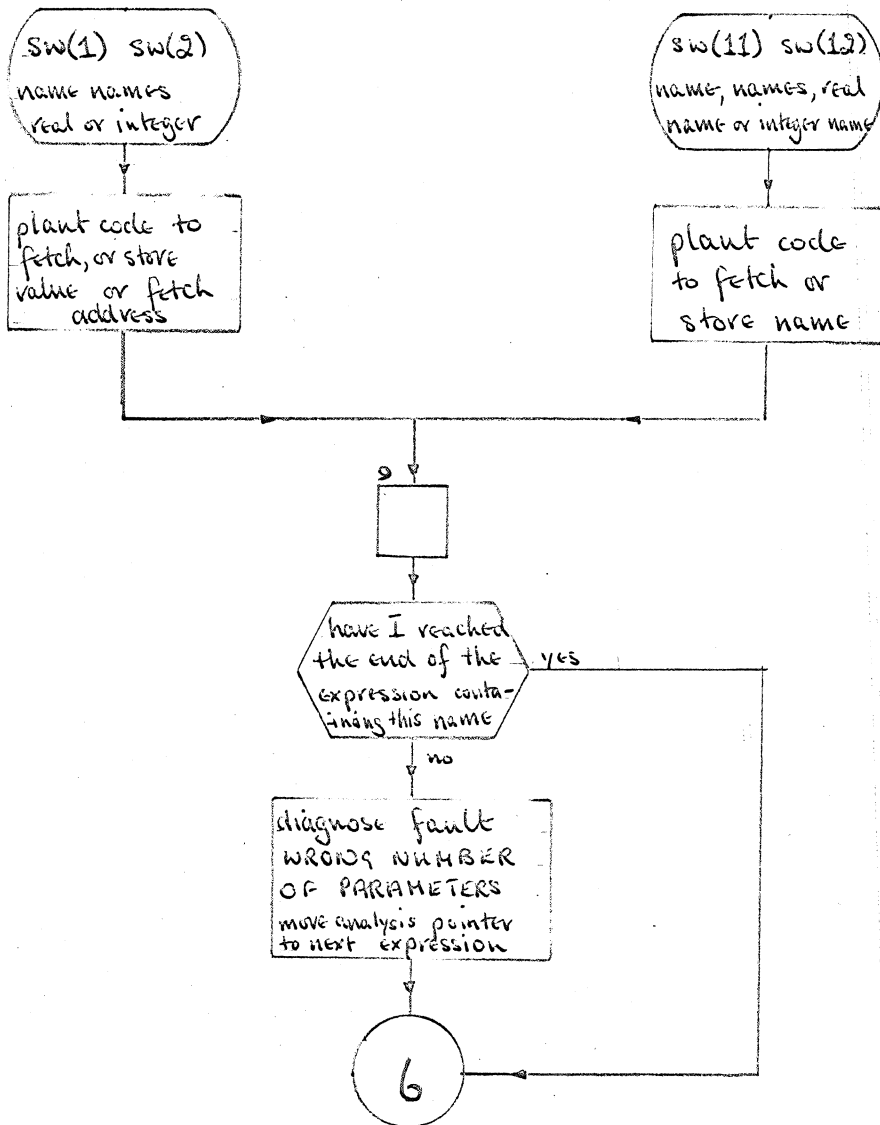 sw(1) sw(2)
name names
real or integer
sw(11) sw(12)
name, names, real
name or integer name
plant code to
fetch, or store
value or fetch
address
plant code
to fetch or
store name
9
have I reached
the end of the
expression conta-
ining this name
yes
no
diagnose fault
WRONG NUMBER
OF PARAMETERS
move analysis pointer
to next expression
6